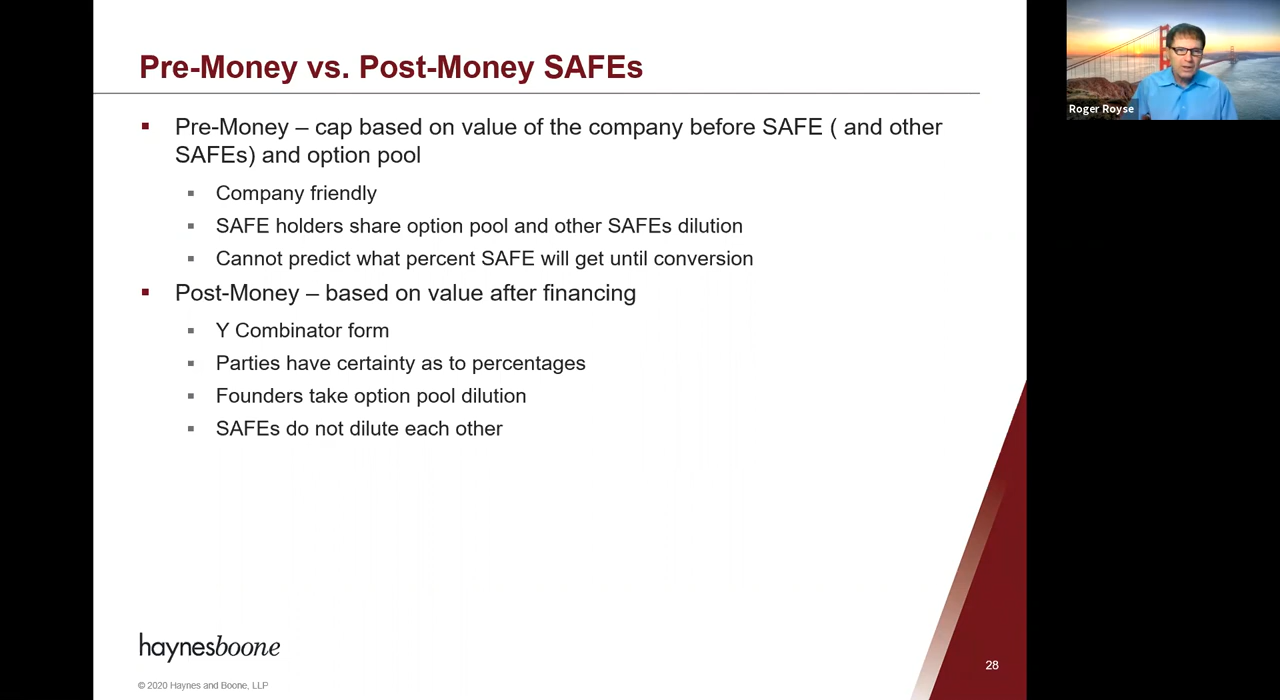 Pre-Money vs. Post-Money SAFEs
Pre-Money – cap based on value of the company before SAFE ( and other
SAFEs) and option pool
Company friendly
SAFE holders share option pool and other SAFEs dilution
Cannot predict what percent SAFE will get until conversion
Post-Money – based on value after financing
Y Combinator form
Parties have certainty as to percentages
Founders take option pool dilution
SAFEs do not dilute each other
haynesboone
© 2020 Haynes and Boone, LLP
28
Roger Royse